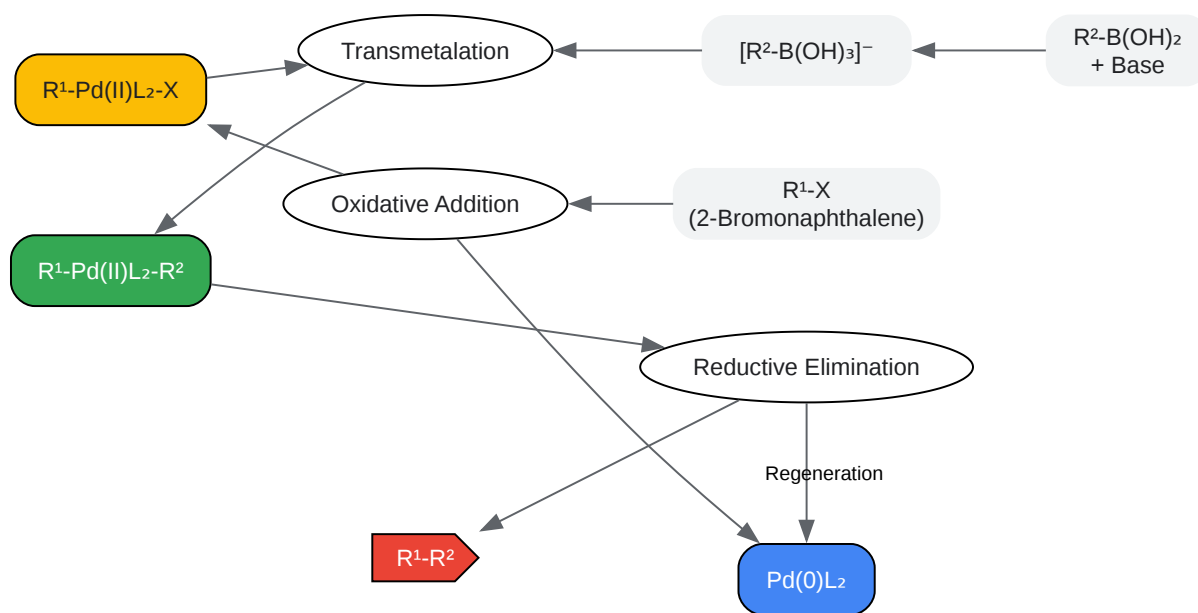 Transmetalation
[R²-B(OH)₃]⁻
R²-B(OH)₂
+ Base
R¹-Pd(II)L₂-X
Oxidative Addition
R¹-X
(2-Bromonaphthalene)
R¹-Pd(II)L₂-R²
Reductive Elimination
Regeneration
R¹-R²
Pd(0)L₂